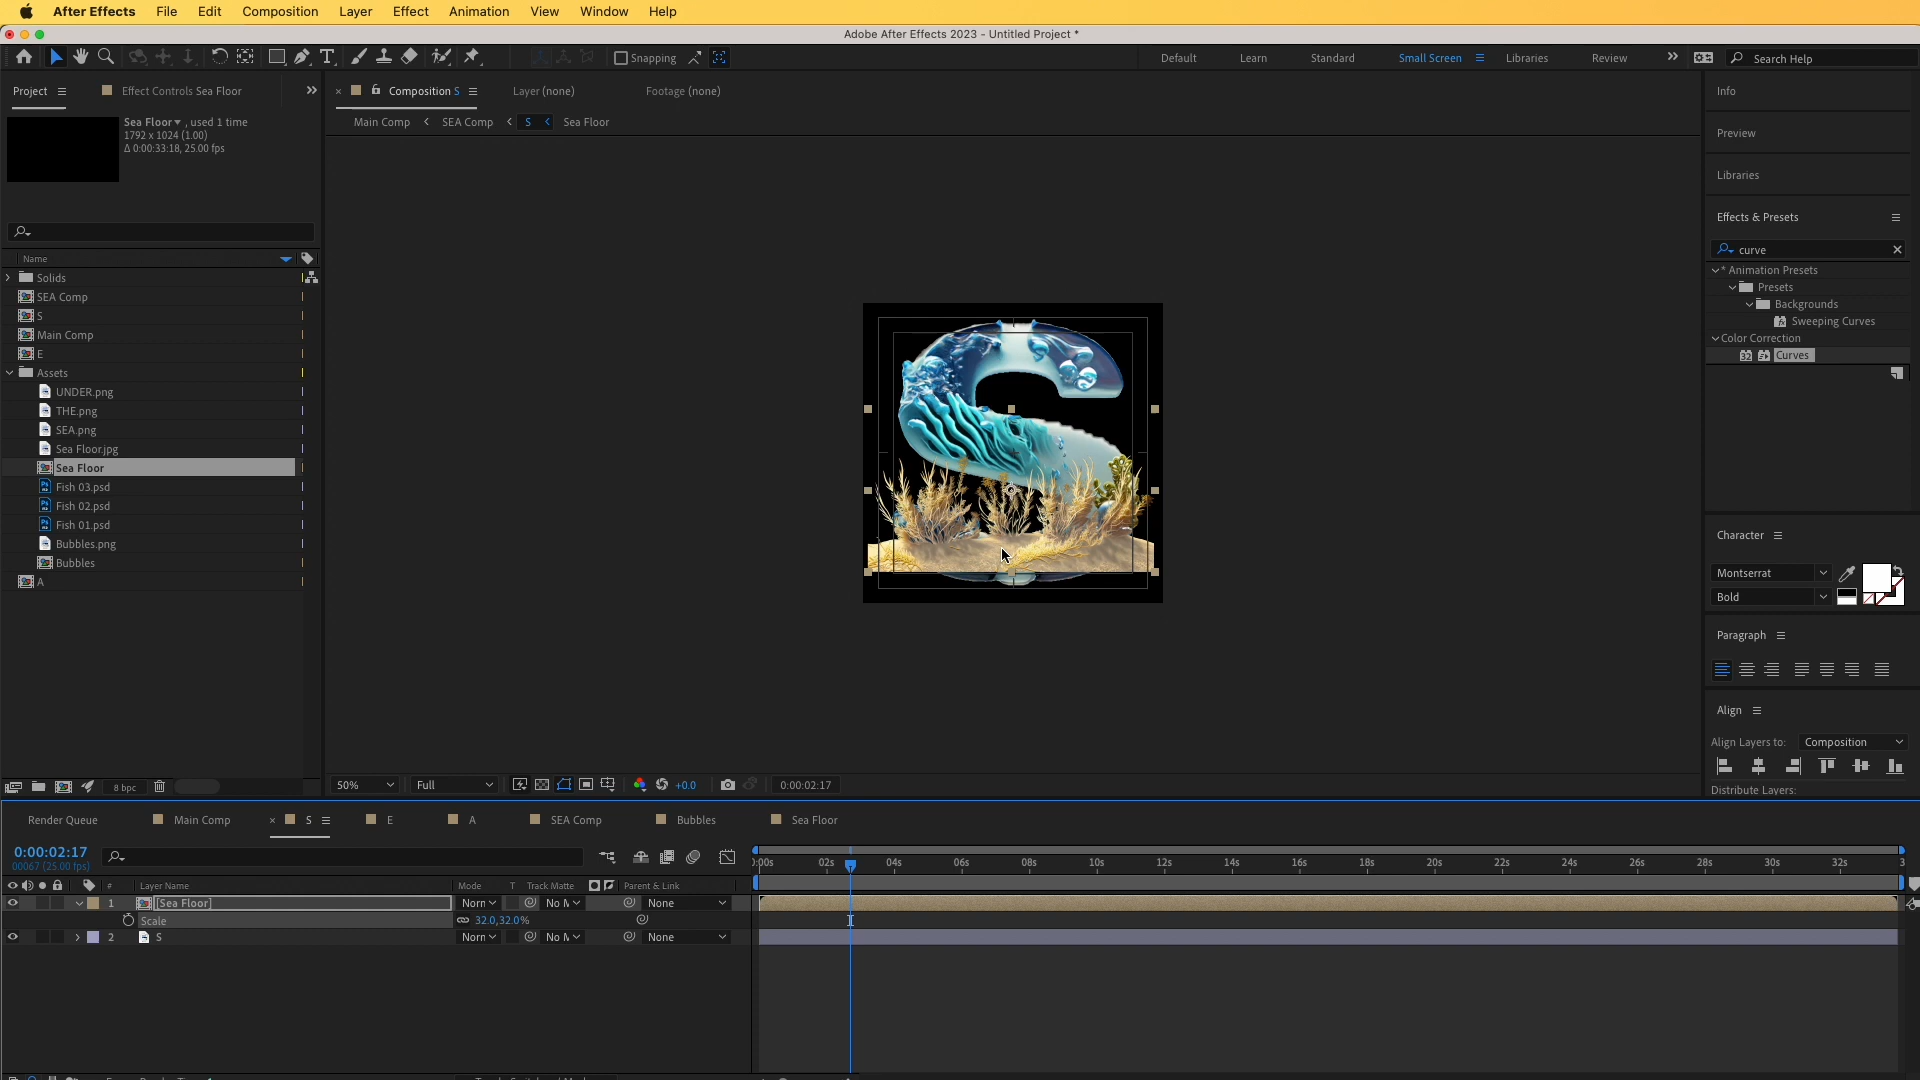 After Effects File Edit Composition Layer Effect Animation View Window Help
Adobe After Effects 2023 - Untitled Project *
Snapping
Default Learn Standard Small Screen Libraries Review
Search Help
Project
Effect Controls Sea Floor
Composition S
Layer (none)
Footage (none)
Sea Floor , used 1 time
1792 x 1024 (1.00)
Δ 0:00:33:18, 25.00 fps
Main Comp SEA Comp S Sea Floor
Name
Solids
SEA Comp
S
Main Comp
E
Assets
UNDER.png
THE.png
SEA.png
Sea Floor.jpg
Sea Floor
Fish 03.psd
Fish 02.psd
Fish 01.psd
Bubbles.png
Bubbles
A
8 bpc
50% Full +0.0 0:00:02:17
Info
Preview
Libraries
Effects & Presets
curve
* Animation Presets
Presets
Backgrounds
Sweeping Curves
Color Correction
32 Curves
Character
Montserrat
Bold
Paragraph
Align
Align Layers to: Composition
Distribute Layers:
Render Queue Main Comp S E A SEA Comp Bubbles Sea Floor
0:00:02:17
00067 (25.00 fps)
02s 04s 06s 08s 10s 12s 14s 16s 18s 20s 22s 24s 26s 28s 30s 32s
# Layer Name Mode T Track Matte Parent & Link
1 [Sea Floor] None
Scale 32.0,32.0%
2 S None